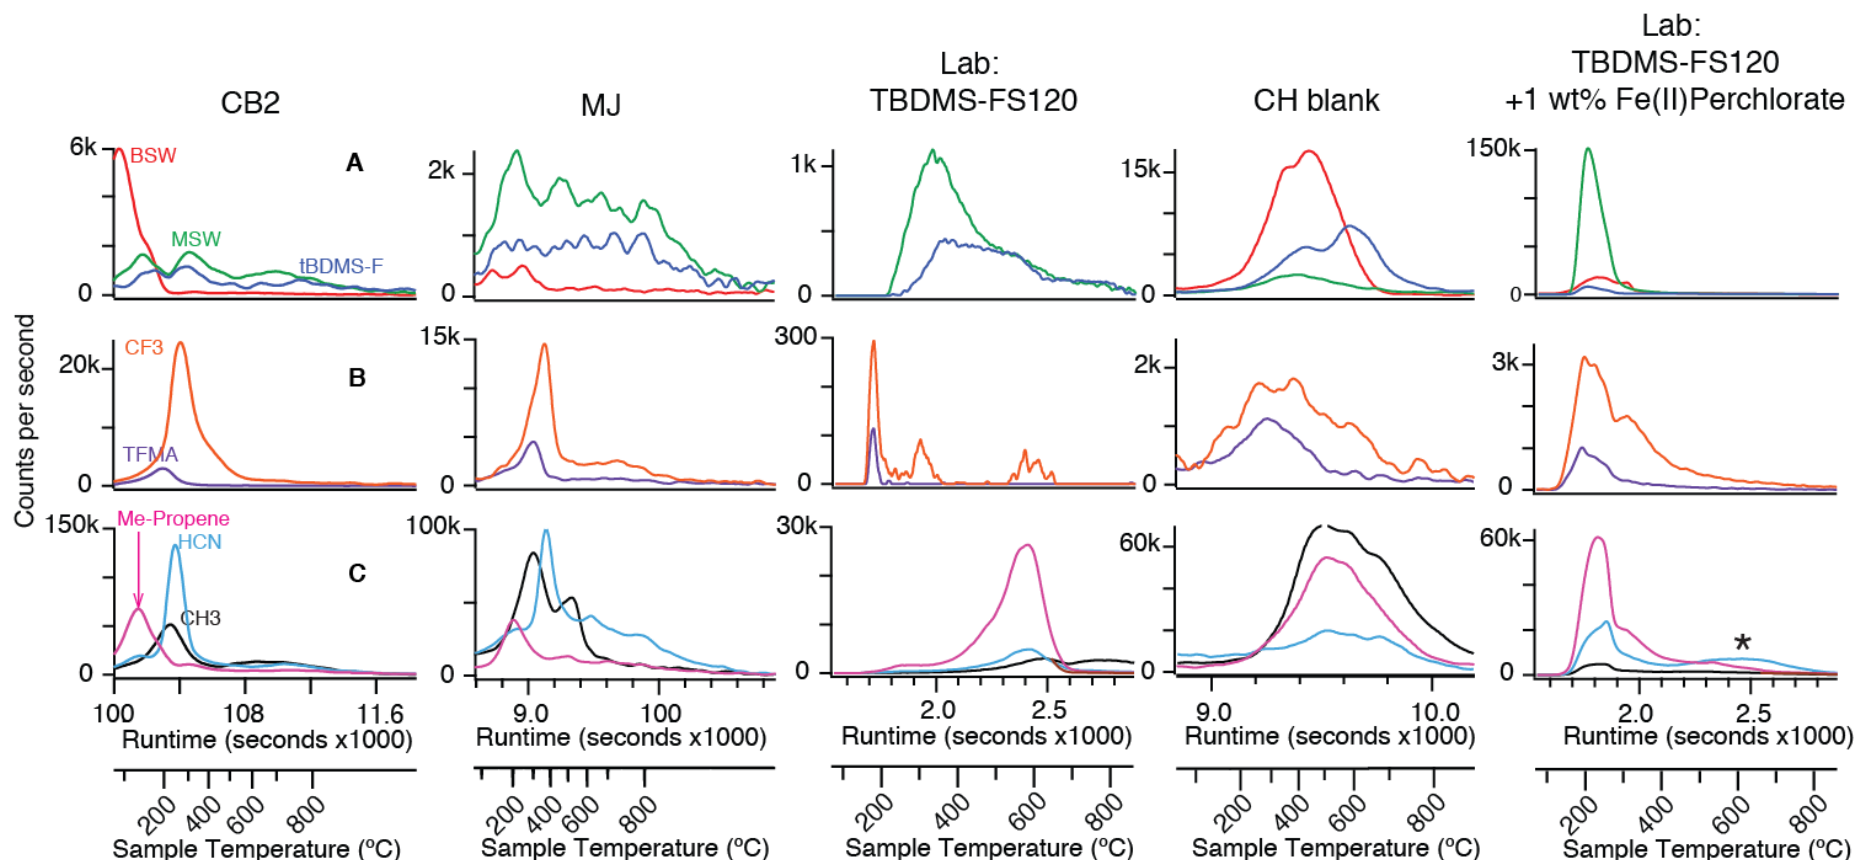 Lab:
Lab:
TBDMS-FS120
TBDMS-FS120
CB2
MJ
CH blank
+1 wt% Fe(II)Perchlorate
6k
BSW
A
MSW
tBDMS-F
0
2k
0
1k
0
15k
0
150k
0
Counts per second
CF3
B
20k
TFMA
0
15k
0
300
0
2k
0
3k
0
150k
Me-Propene
HCN
C
CH3
0
100k
0
30k
0
60k
0
60k
*
0
100 108 11.6
9.0 100
2.0 2.5
9.0 10.0
2.0 2.5
Runtime (seconds x1000)
Runtime (seconds x1000)
Runtime (seconds x1000)
Runtime (seconds x1000)
Runtime (seconds x1000)
200 400 600 800
200 400 600 800
200 400 600 800
200 400 600 800
200 400 600 800
Sample Temperature (ºC)
Sample Temperature (ºC)
Sample Temperature (ºC)
Sample Temperature (ºC)
Sample Temperature (ºC)